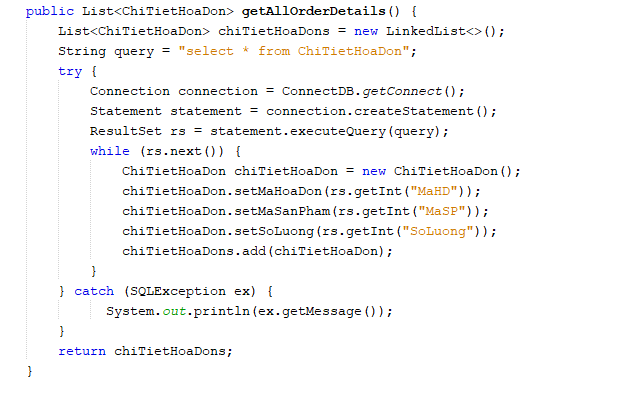 public List<ChiTietHoaDon> getAllOrderDetails() {
    List<ChiTietHoaDon> chiTietHoaDons = new LinkedList<>();
    String query = "select * from ChiTietHoaDon";
    try {
        Connection connection = ConnectDB.getConnect();
        Statement statement = connection.createStatement();
        ResultSet rs = statement.executeQuery(query);
        while (rs.next()) {
            ChiTietHoaDon chiTietHoaDon = new ChiTietHoaDon();
            chiTietHoaDon.setMaHoaDon(rs.getInt("MaHD"));
            chiTietHoaDon.setMaSanPham(rs.getInt("MaSP"));
            chiTietHoaDon.setSoLuong(rs.getInt("SoLuong"));
            chiTietHoaDons.add(chiTietHoaDon);
        }
    } catch (SQLException ex) {
          System.out.println(ex.getMessage());
    }
    return chiTietHoaDons;
}